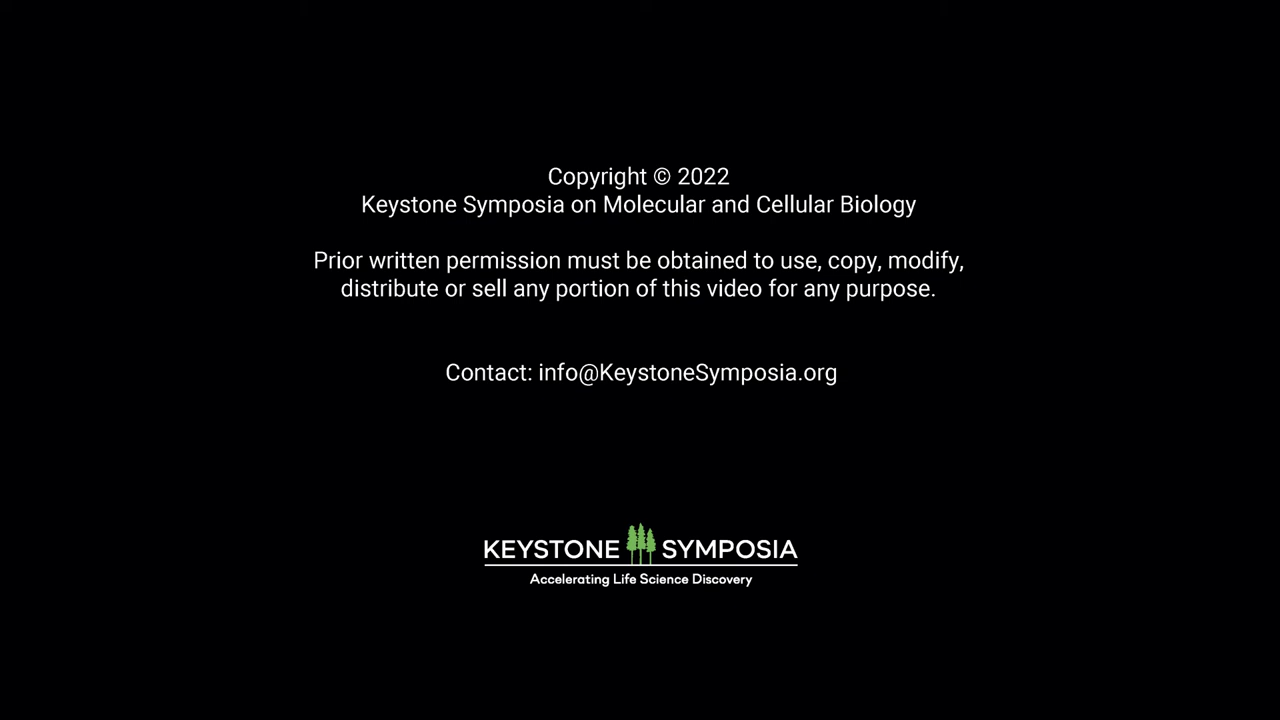 Copyright © 2022
Keystone Symposia on Molecular and Cellular Biology
Prior written permission must be obtained to use, copy, modify,
distribute or sell any portion of this video for any purpose.
Contact: info@KeystoneSymposia.org
KEYSTONE SYMPOSIA
Accelerating Life Science Discovery